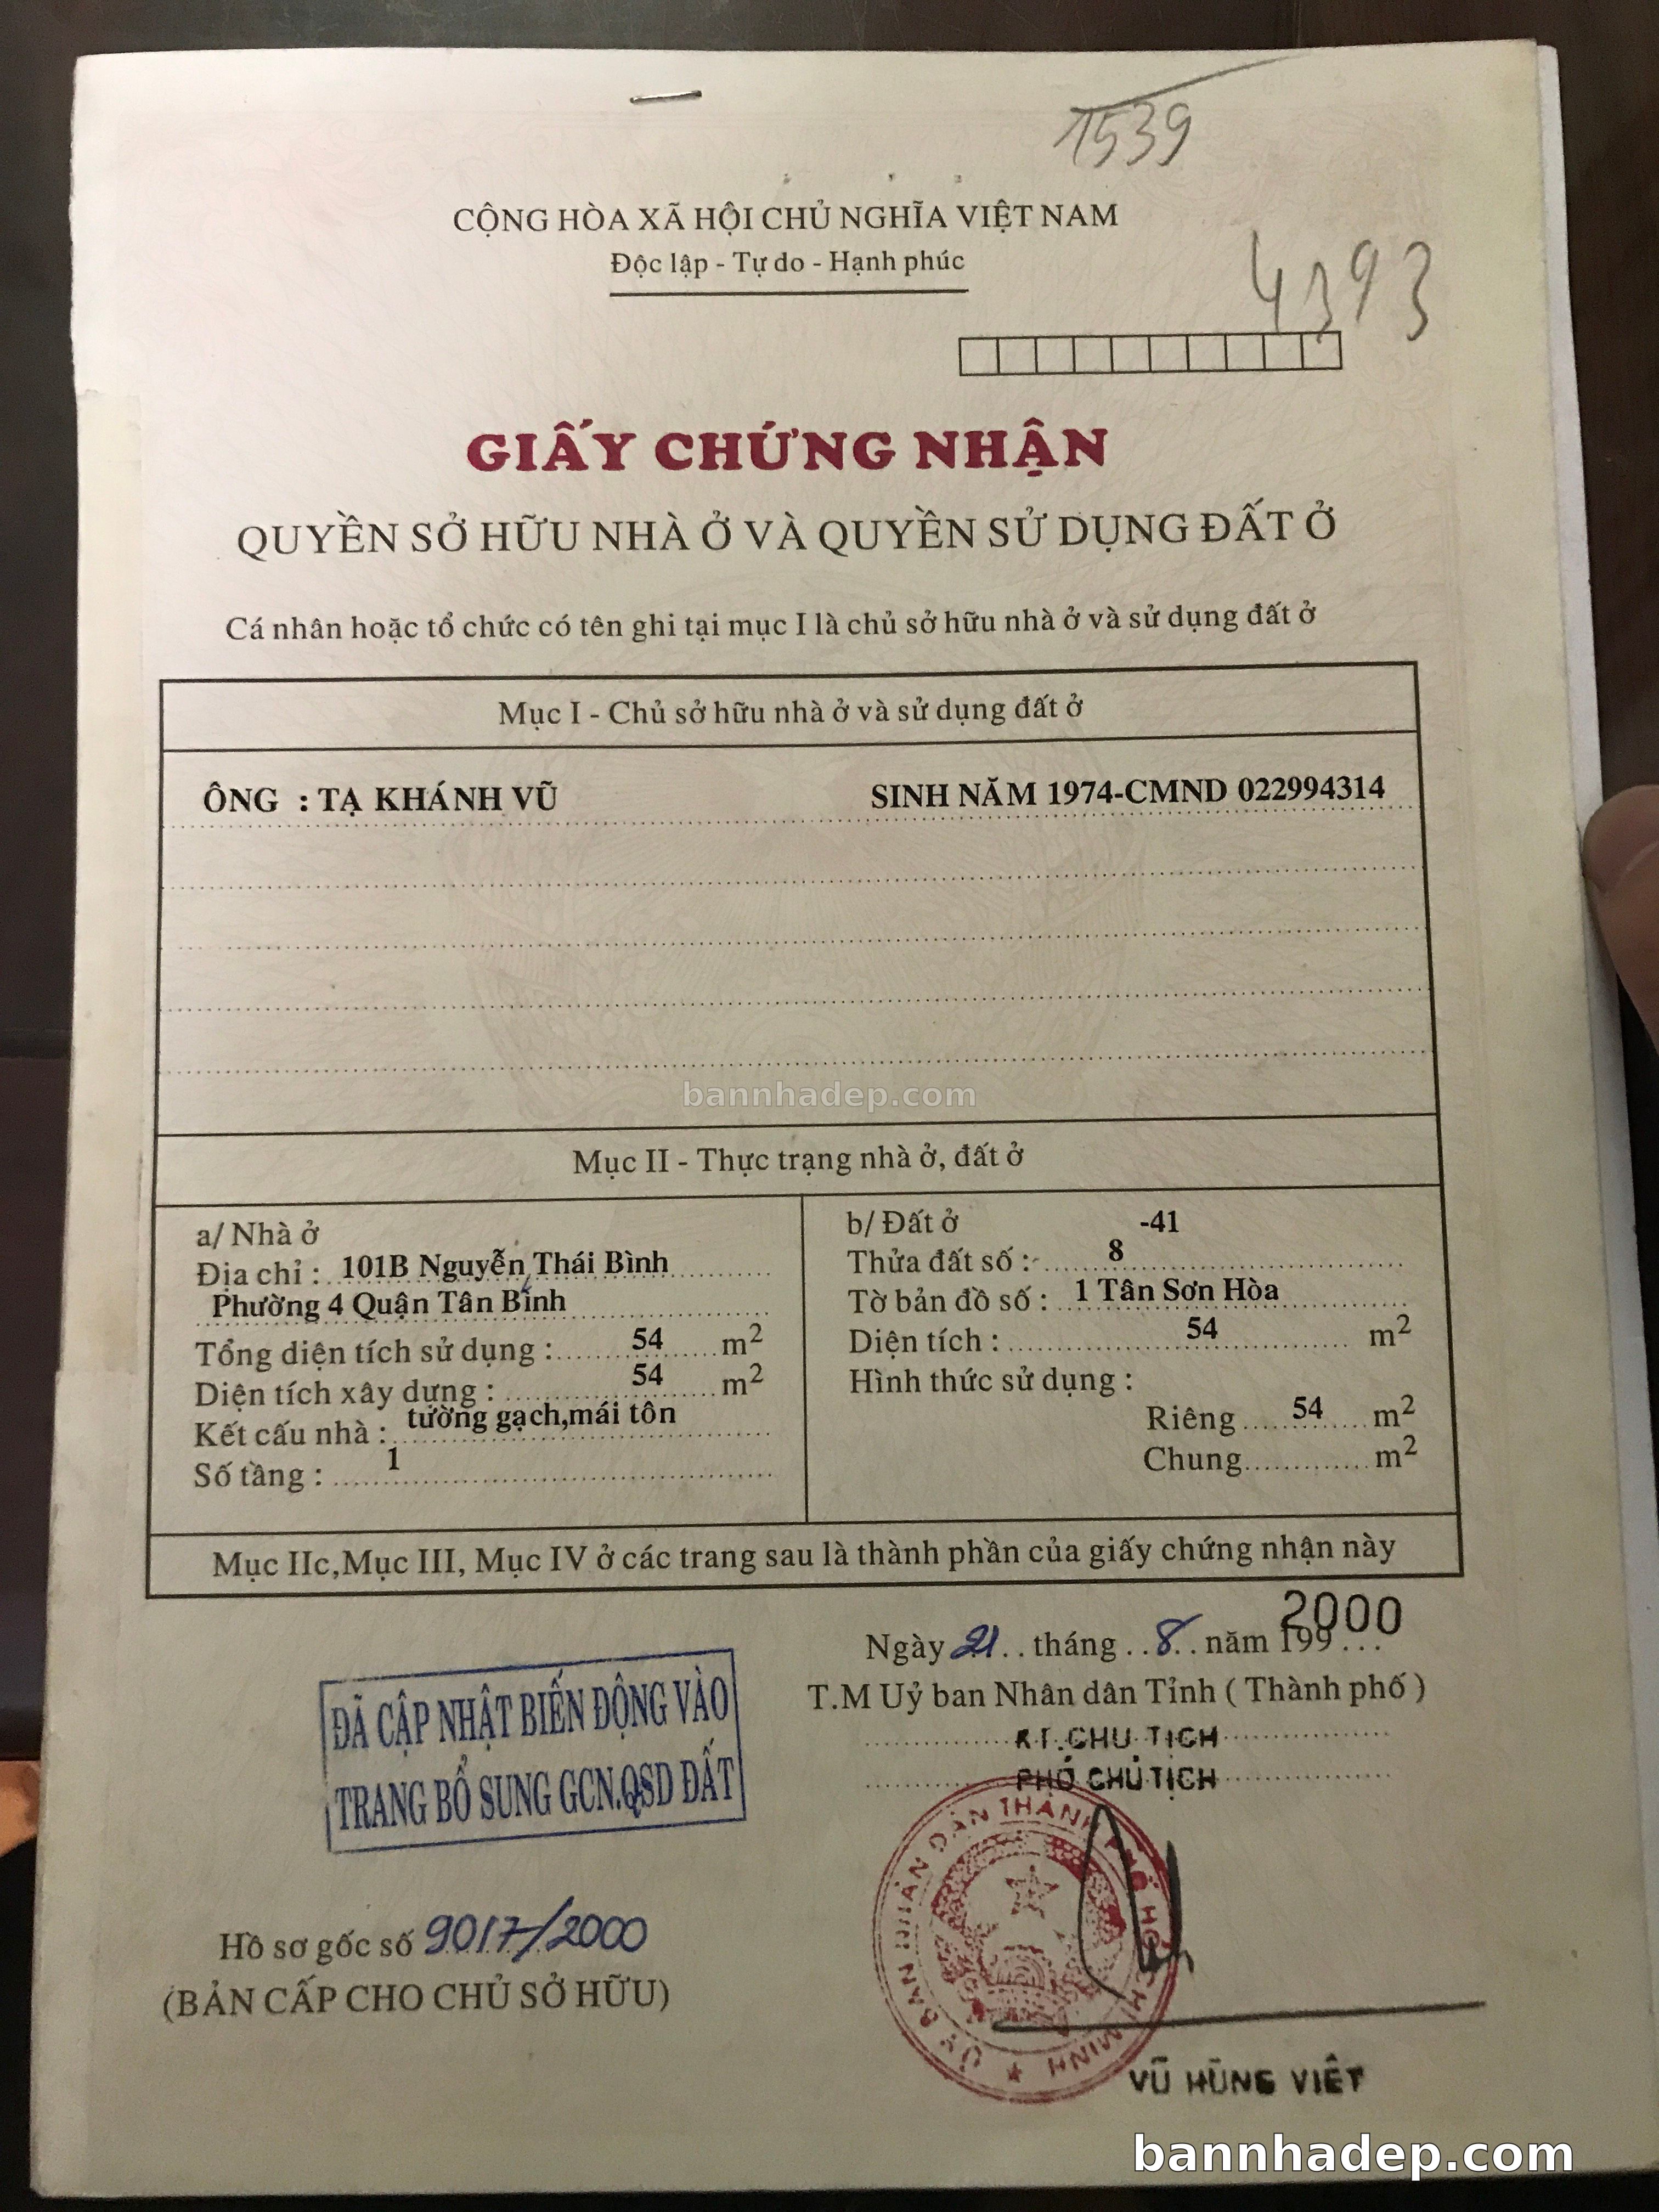 1539
CỘNG HÒA XÃ HỘI CHỦ NGHĨA VIỆT NAM
Độc lập - Tự do - Hạnh phúc
4393
GIẤY CHỨNG NHẬN
QUYỀN SỞ HỮU NHÀ Ở VÀ QUYỀN SỬ DỤNG ĐẤT Ở
Cá nhân hoặc tổ chức có tên ghi tại mục I là chủ sở hữu nhà ở và sử dụng đất ở
Mục I - Chủ sở hữu nhà ở và sử dụng đất ở
ÔNG : TẠ KHÁNH VŨ SINH NĂM 1974-CMND 022994314
bannhadep.com
Mục II - Thực trạng nhà ở, đất ở
a/ Nhà ở
Địa chỉ : 101B Nguyễn Thái Bình
Phường 4 Quận Tân Bình
Tổng diện tích sử dụng : 54 m2
Diện tích xây dựng : 54 m2
Kết cấu nhà : tường gạch,mái tôn
Số tầng : 1
b/ Đất ở -41
Thửa đất số : 8
Tờ bản đồ số : 1 Tân Sơn Hòa
Diện tích : 54 m2
Hình thức sử dụng :
Riêng 54 m2
Chung m2
Mục IIc,Mục III, Mục IV ở các trang sau là thành phần của giấy chứng nhận này
2000
Ngày 21 tháng 8 năm 199
T.M Uỷ ban Nhân dân Tỉnh ( Thành phố )
KT.CHỦ TỊCH
PHÓ CHỦ TỊCH
ĐÃ CẬP NHẬT BIẾN ĐỘNG VÀO
TRANG BỔ SUNG GCN.QSD ĐẤT
ỦY BAN NHÂN DÂN THÀNH PHỐ HỒ CHÍ MINH
Hồ sơ gốc số 9017/2000
(BẢN CẤP CHO CHỦ SỞ HỮU)
VŨ HÙNG VIỆT
bannhadep.com